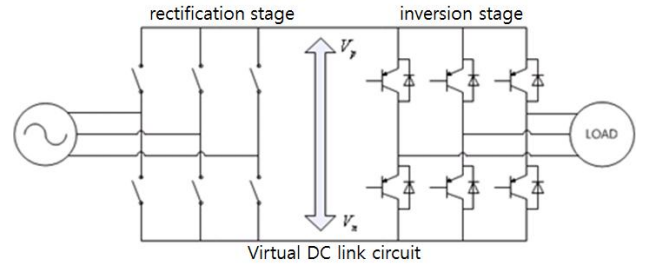 rectification stage
inversion stage
Vp
LOAD
Vn
Virtual DC link circuit